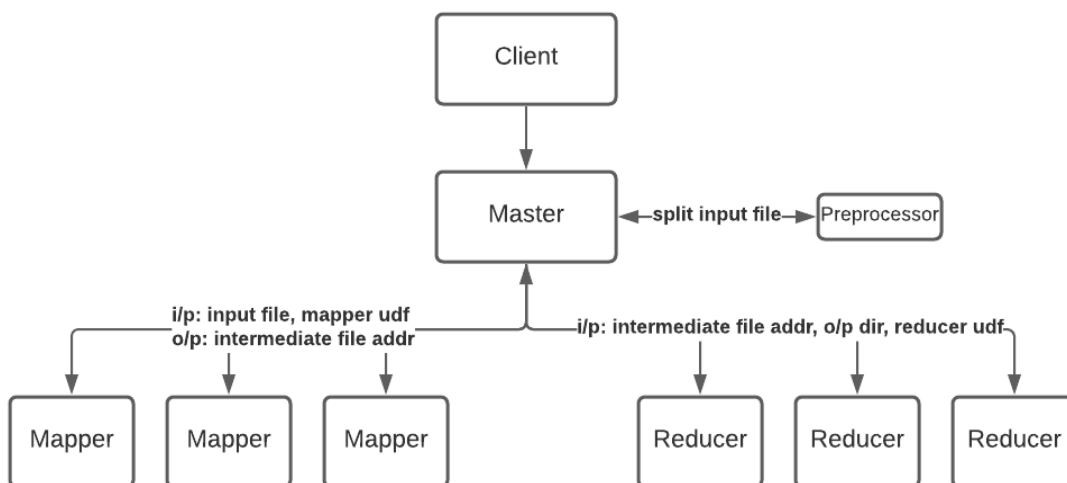 Client
Master
split input file
Preprocessor
i/p: input file, mapper udf
o/p: intermediate file addr
i/p: intermediate file addr, o/p dir, reducer udf
Mapper
Mapper
Mapper
Reducer
Reducer
Reducer